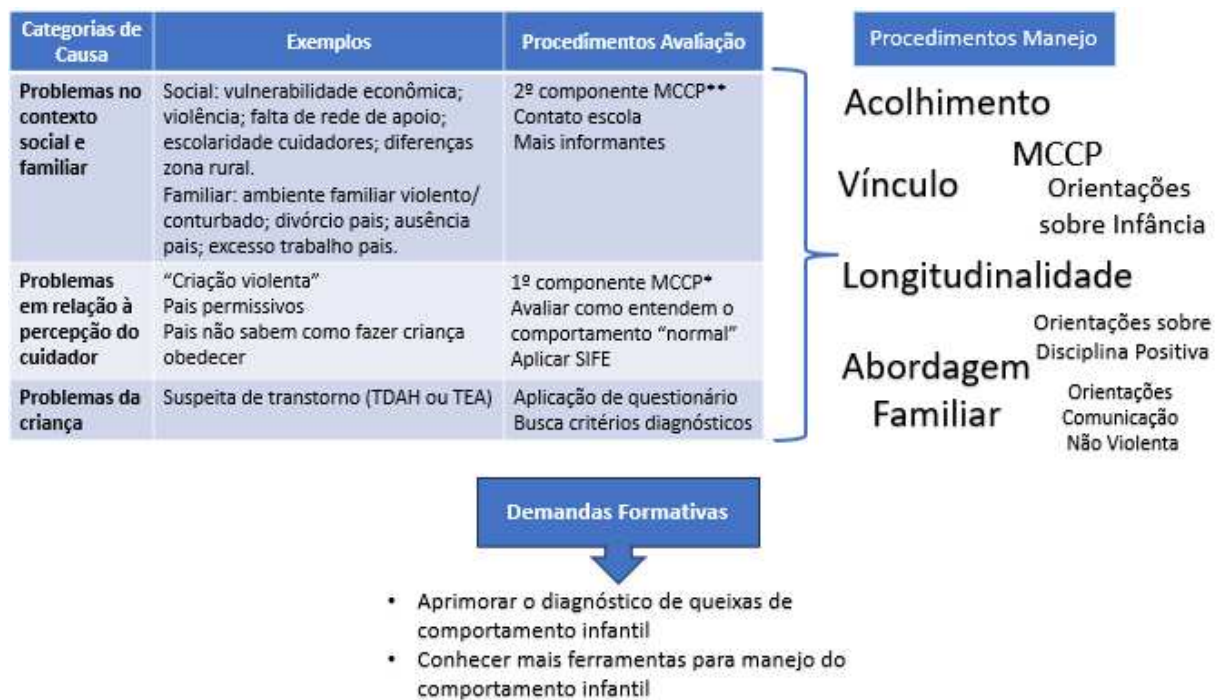 Categorias de
Causa
Exemplos
Procedimentos Avaliação
Problemas no
contexto
social e
familiar
Social: vulnerabilidade econômica;
violência; falta de rede de apoio;
escolaridade cuidadores; diferenças
zona rural.
Familiar: ambiente familiar violento/
conturbado; divórcio pais; ausência
pais; excesso trabalho pais.
2º componente MCCP**
Contato escola
Mais informantes
Problemas
em relação à
percepção do
cuidador
“Criação violenta”
Pais permissivos
Pais não sabem como fazer criança
obedecer
1º componente MCCP*
Avaliar como entendem o
comportamento “normal”
Aplicar SIFE
Problemas da
criança
Suspeita de transtorno (TDAH ou TEA)
Aplicação de questionário
Busca critérios diagnósticos
Procedimentos Manejo
Acolhimento
MCCP
Vínculo
Orientações
sobre Infância
Longitudinalidade
Orientações sobre
Disciplina Positiva
Abordagem
Familiar
Orientações
Comunicação
Não Violenta
Demandas Formativas
• Aprimorar o diagnóstico de queixas de
comportamento infantil
• Conhecer mais ferramentas para manejo do
comportamento infantil